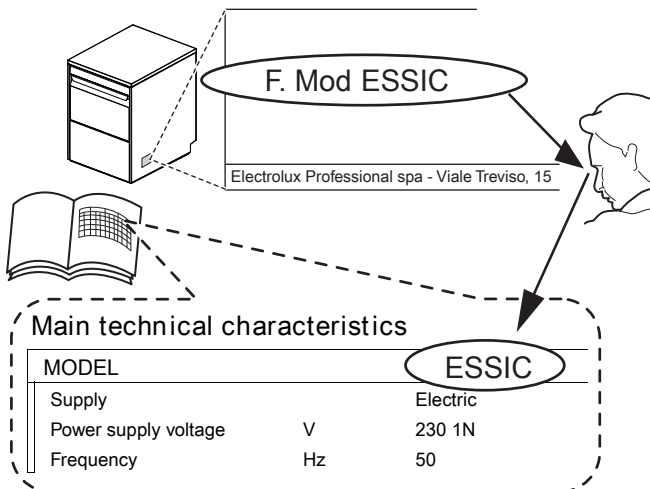 F. Mod ESSIC
Electrolux Professional spa - Viale Treviso, 15
Main technical characteristics
MODEL ESSIC
Supply Electric
Power supply voltage V 230 1N
Frequency Hz 50